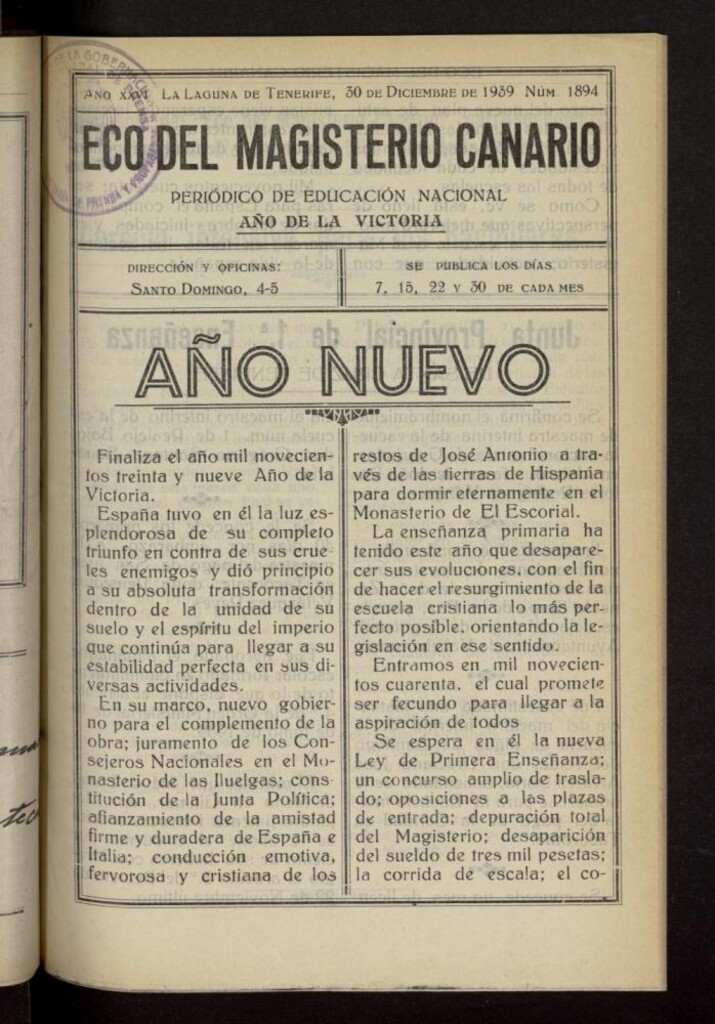 AÑO XXVI LA LAGUNA DE TENERIFE, 30 DE DICIEMBRE DE 1939 NÚM. 1894
ECO DEL MAGISTERIO CANARIO
PERIÓDICO DE EDUCACIÓN NACIONAL
AÑO DE LA VICTORIA
DIRECCIÓN Y OFICINAS:
SANTO DOMINGO, 4-5
SE PUBLICA LOS DÍAS
7, 15, 22 Y 30 DE CADA MES
AÑO NUEVO
Finaliza el año mil novecien-
tos treinta y nueve Año de la
Victoria.
España tuvo en él la luz es-
plendorosa de su completo
triunfo en contra de sus crue
les enemigos y dió principio
a su absoluta transformación
dentro de la unidad de su
suelo y el espíritu del imperio
que continúa para llegar a su
estabilidad perfecta en sus di-
versas actividades.
En su marco, nuevo gobier-
no para el complemento de la
obra; juramento de los Con-
sejeros Nacionales en el Mo-
nasterio de las Huelgas; cons-
titución de la Junta Política;
afianzamiento de la amistad
firme y duradera de España e
Italia; conducción emotiva,
fervorosa y cristiana de los
restos de José Antonio a tra-
vés de las tierras de Hispania
para dormir eternamente en el
Monasterio de El Escorial.
La enseñanza primaria ha
tenido este año que desapare-
cer sus evoluciones, con el fin
de hacer el resurgimiento de la
escuela cristiana lo más per-
fecto posible, orientando la le-
gislación en ese sentido.
Entramos en mil novecien-
tos cuarenta, el cual promete
ser fecundo para llegar a la
aspiración de todos
Se espera en él la nueva
Ley de Primera Enseñanza;
un concurso amplio de trasla-
do; oposiciones a las plazas
de entrada; depuración total
del Magisterio; desaparición
del sueldo de tres mil pesetas;
la corrida de escala; el co-